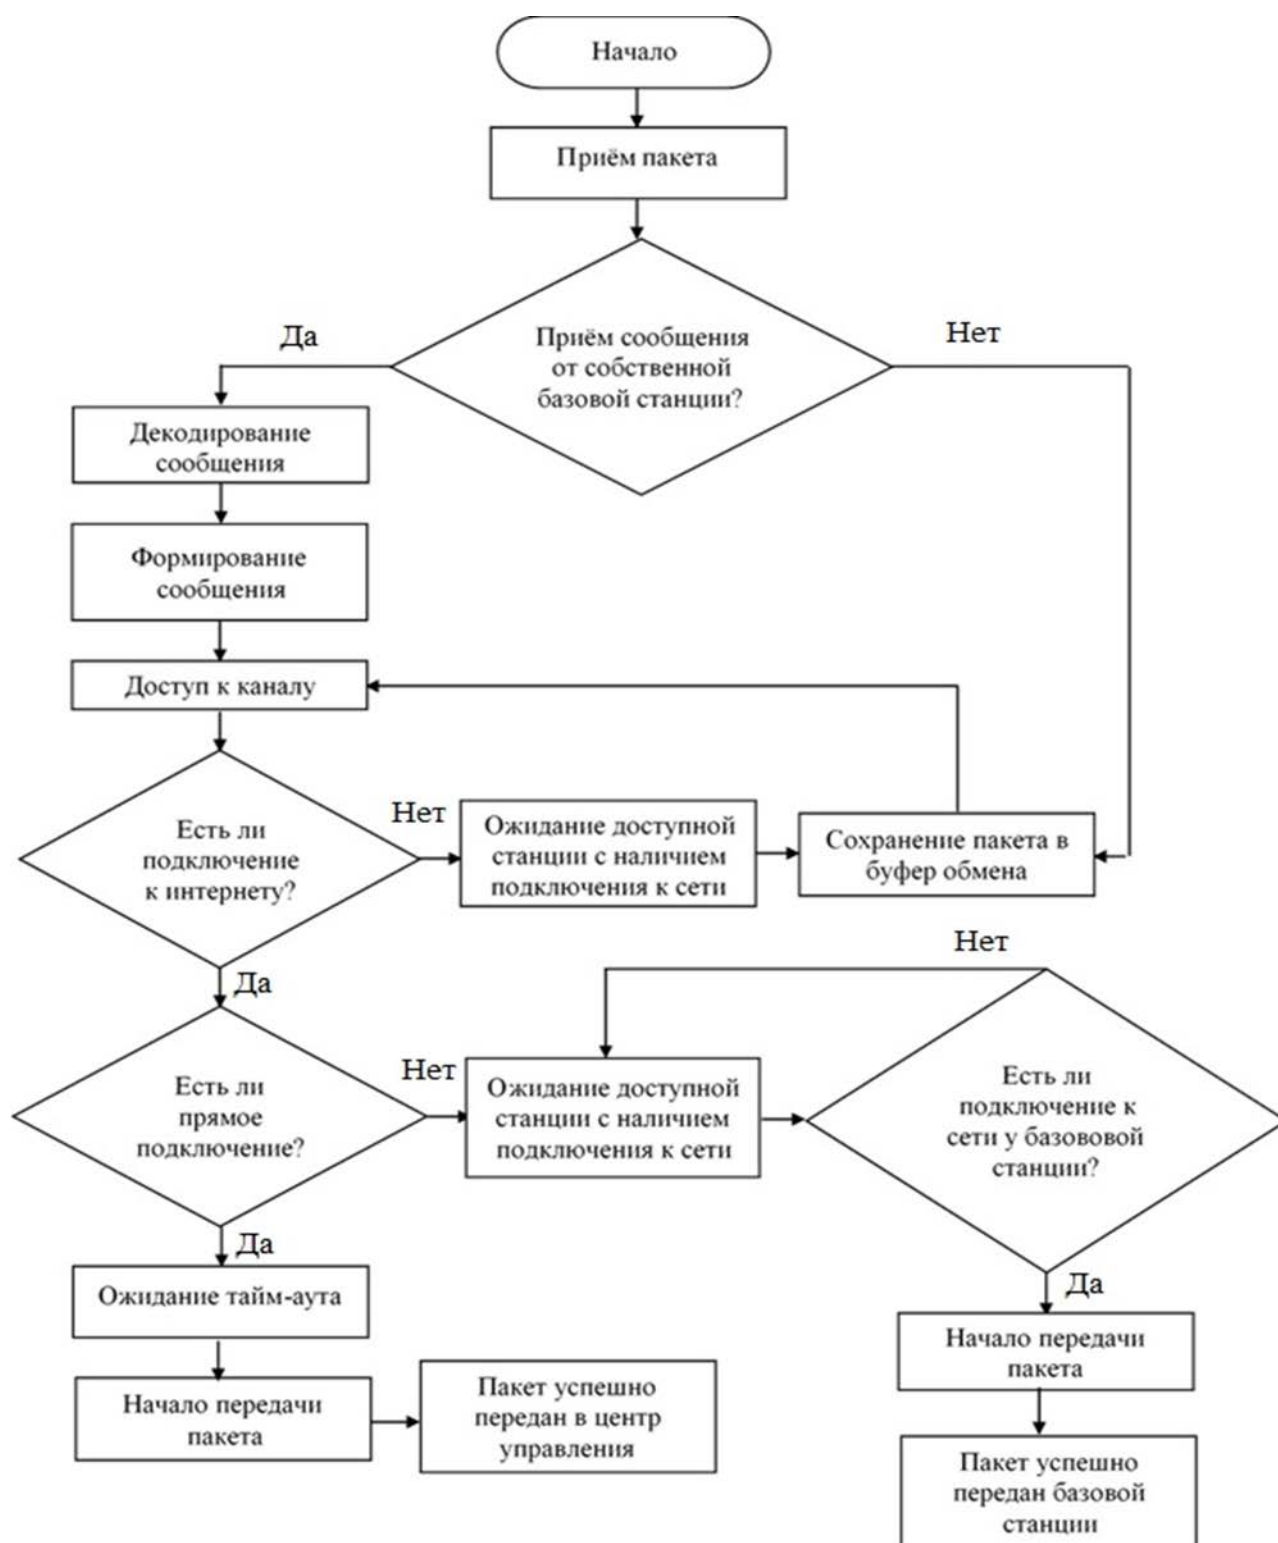 Начало
Приём пакета
Да
Нет
Приём сообщения
от собственной
базовой станции?
Декодирование
сообщения
Формирование
сообщения
Доступ к каналу
Есть ли
подключение
к интернету?
Нет
Ожидание доступной
станции с наличием
подключения к сети
Сохранение пакета в
буфер обмена
Да
Нет
Есть ли
прямое
подключение?
Нет
Ожидание доступной
станции с наличием
подключения к сети
Есть ли
подключение к
сети у базововой
станции?
Да
Да
Ожидание тайм-аута
Начало передачи
пакета
Пакет успешно
передан в центр
управления
Начало передачи
пакета
Пакет успешно
передан базовой
станции